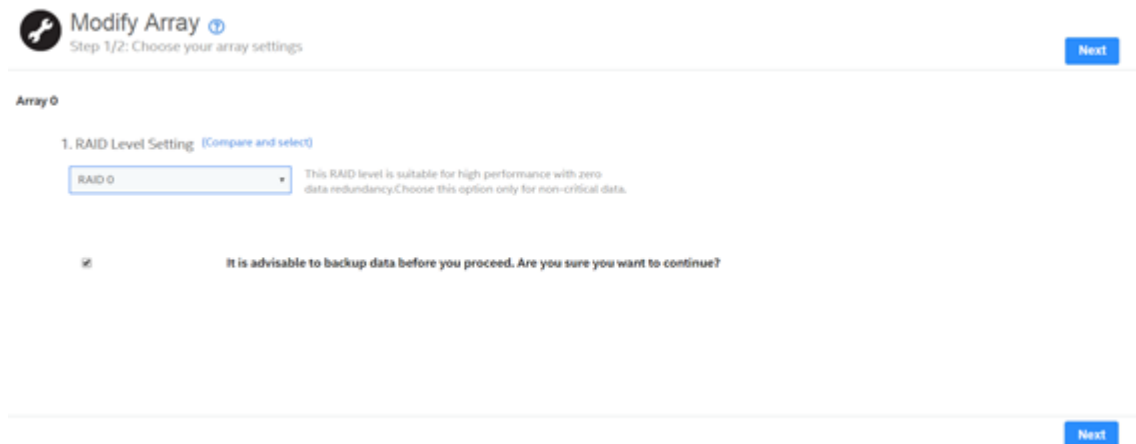 Modify Array ?
Step 1/2: Choose your array settings
Next
Array 0
1. RAID Level Setting (Compare and select)
RAID 0
This RAID level is suitable for high performance with zero
data redundancy.Choose this option only for non-critical data.
It is advisable to backup data before you proceed. Are you sure you want to continue?
Next